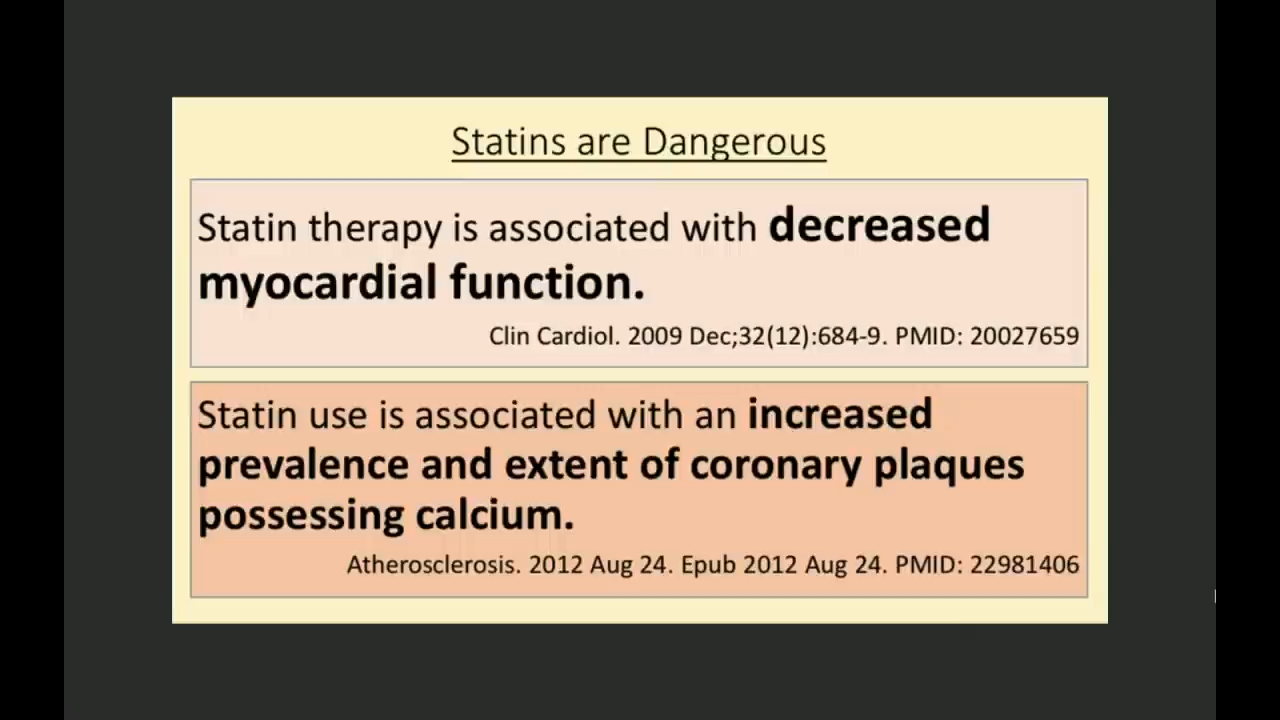 Statins are Dangerous
Statin therapy is associated with decreased
myocardial function.
Clin Cardiol. 2009 Dec;32(12):684-9. PMID: 20027659
Statin use is associated with an increased
prevalence and extent of coronary plaques
possessing calcium.
Atherosclerosis. 2012 Aug 24. Epub 2012 Aug 24. PMID: 22981406